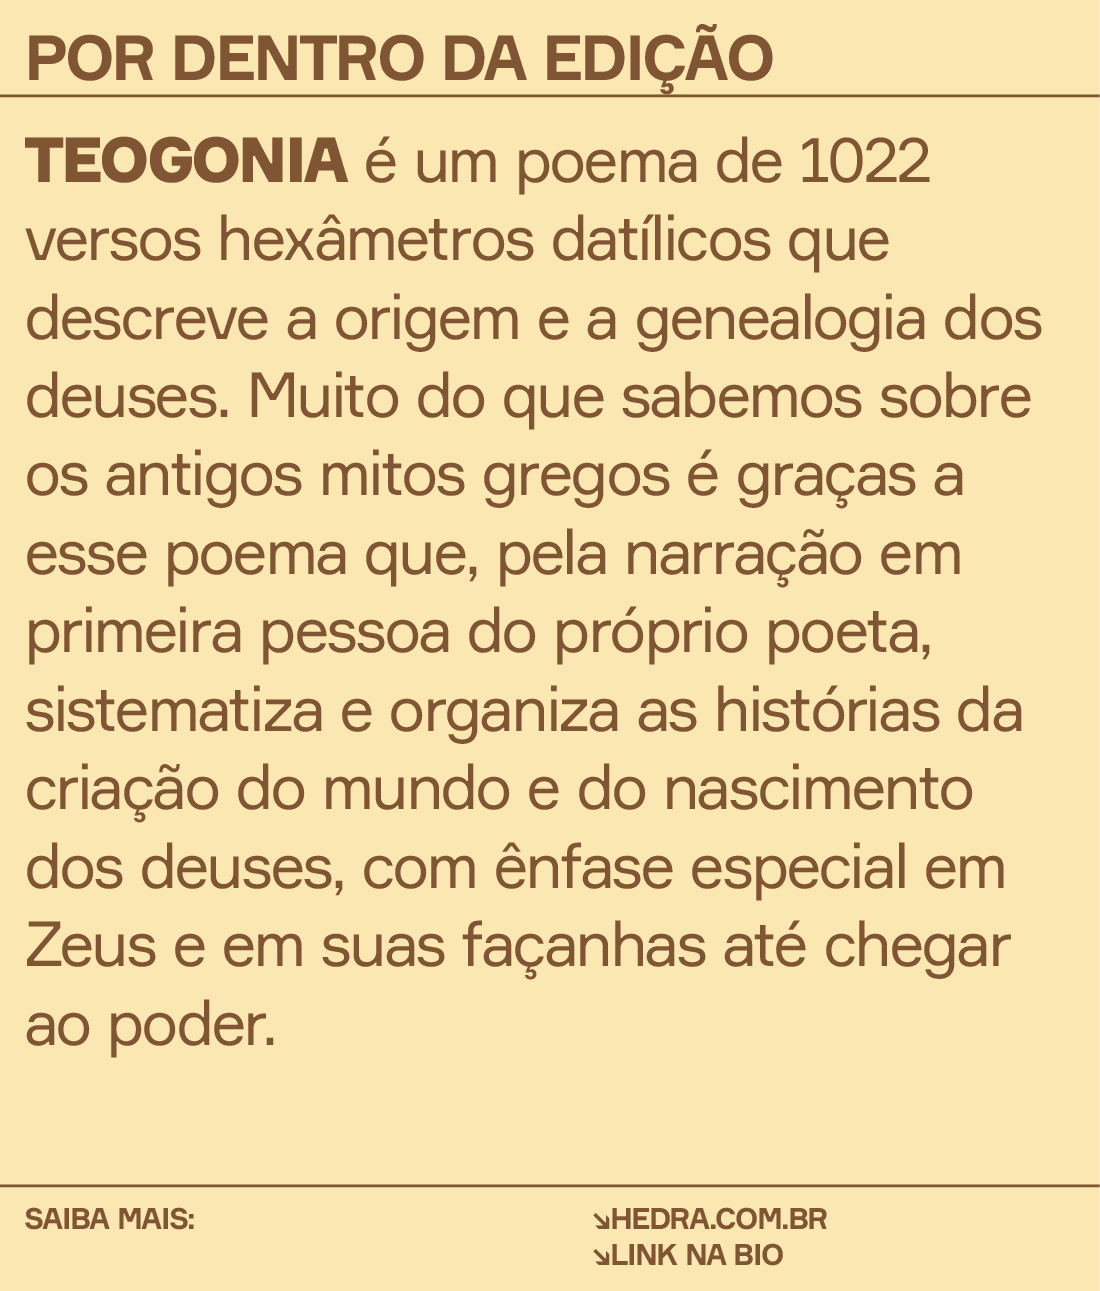 POR DENTRO DA EDIÇÃO
TEOGONIA é um poema de 1022
versos hexâmetros datílicos que
descreve a origem e a genealogia dos
deuses. Muito do que sabemos sobre
os antigos mitos gregos é graças a
esse poema que, pela narração em
primeira pessoa do próprio poeta,
sistematiza e organiza as histórias da
criação do mundo e do nascimento
dos deuses, com ênfase especial em
Zeus e em suas façanhas até chegar
ao poder.
SAIBA MAIS:
↘HEDRA.COM.BR
↘LINK NA BIO